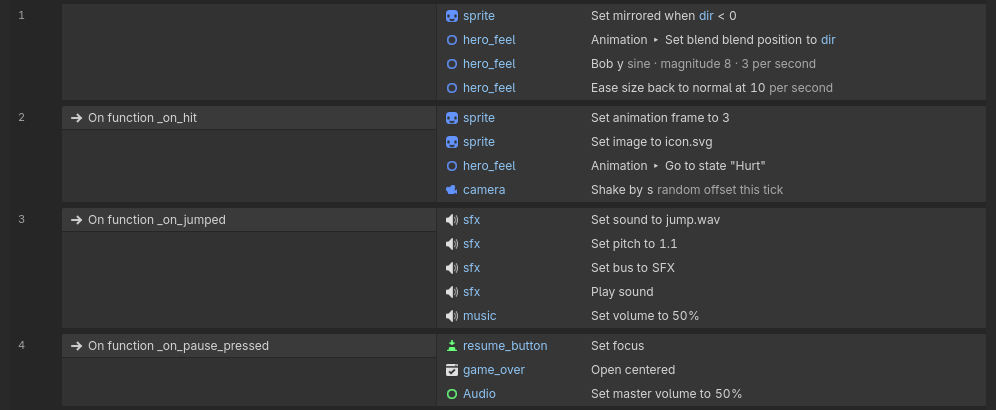 1 sprite Set mirrored when dir < 0
hero_feel Animation ▸ Set blend blend position to dir
hero_feel Bob y sine · magnitude 8 · 3 per second
hero_feel Ease size back to normal at 10 per second
2 → On function _on_hit sprite Set animation frame to 3
sprite Set image to icon.svg
hero_feel Animation ▸ Go to state "Hurt"
camera Shake by s random offset this tick
3 → On function _on_jumped sfx Set sound to jump.wav
sfx Set pitch to 1.1
sfx Set bus to SFX
sfx Play sound
music Set volume to 50%
4 → On function _on_pause_pressed resume_button Set focus
game_over Open centered
Audio Set master volume to 50%